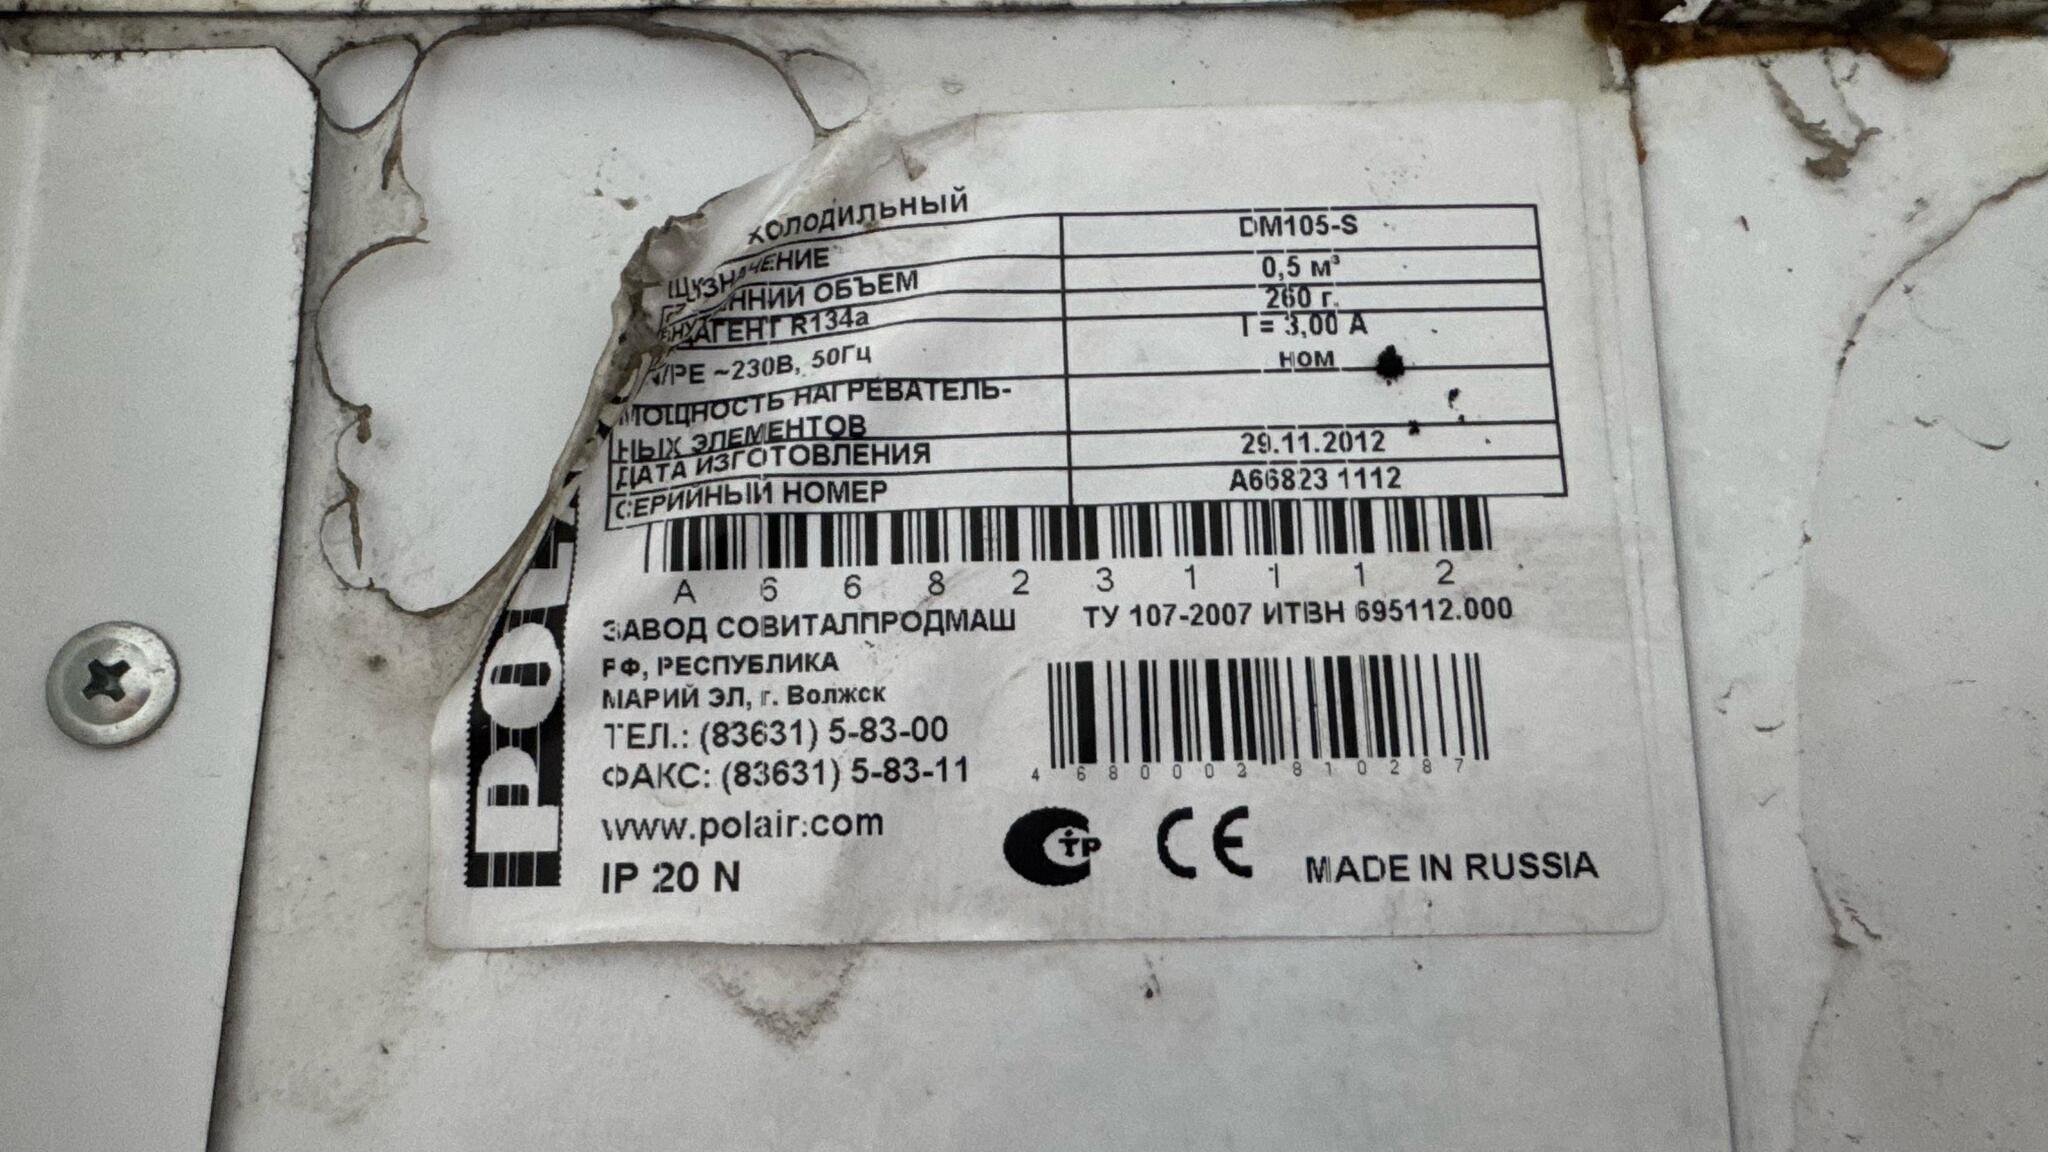 ХОЛОДИЛЬНЫЙ DM105-S
ОБЪЕМ 0,5 м³
R134a 260 г.
N/PE ~230В, 50Гц I = 3,00 А
ном
МОЩНОСТЬ НАГРЕВАТЕЛЬ-
НЫХ ЭЛЕМЕНТОВ
ДАТА ИЗГОТОВЛЕНИЯ 29.11.2012
СЕРИЙНЫЙ НОМЕР A66823 1112
A 6 6 8 2 3 1 1 1 2
ЗАВОД СОВИТАЛПРОДМАШ ТУ 107-2007 ИТВН 695112.000
РФ, РЕСПУБЛИКА
МАРИЙ ЭЛ, г. Волжск
ТЕЛ.: (83631) 5-83-00
ФАКС: (83631) 5-83-11
4 680002 810287
www.polair.com
IP 20 N
СТР CE MADE IN RUSSIA